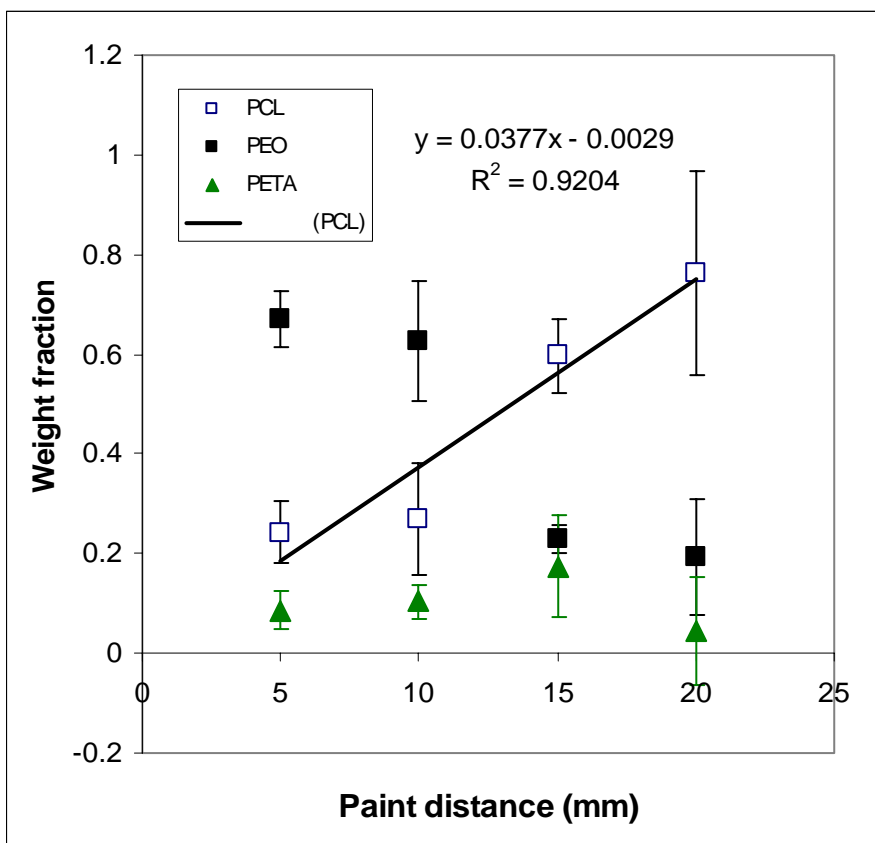 1.2
1
0.8
0.6
0.4
0.2
0
-0.2
0
5
10
15
20
25
Weight fraction
Paint distance (mm)
PCL
PEO
PETA
(PCL)
y = 0.0377x - 0.0029
R² = 0.9204